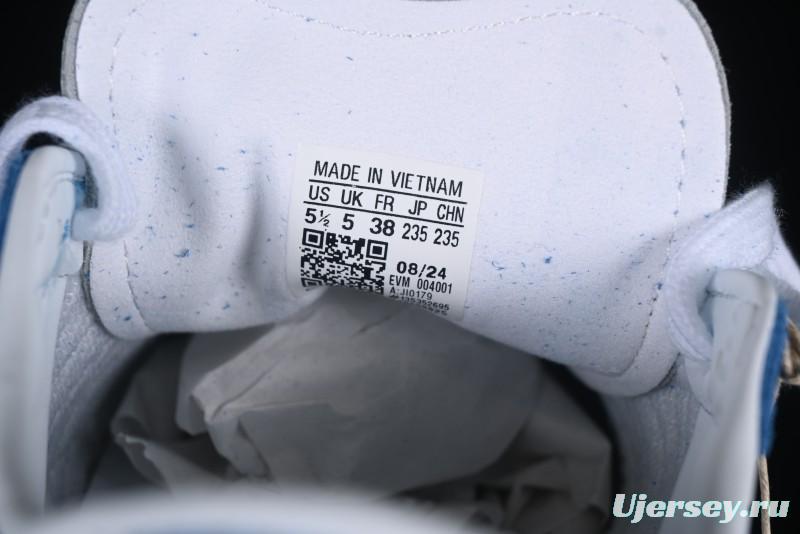 MADE IN VIETNAM
US UK FR JP CHN
5½ 5 38 235 235
08/24
EVM 004001
A:JI0179
Ujersey.ru